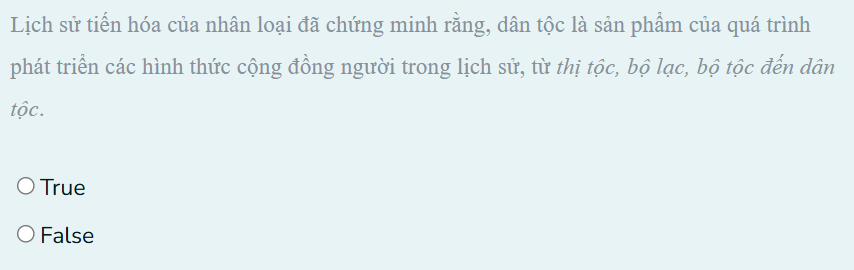 Lịch sử tiến hóa của nhân loại đã chứng minh rằng, dân tộc là sản phẩm của quá trình
phát triển các hình thức cộng đồng người trong lịch sử, từ thị tộc, bộ lạc, bộ tộc đến dân
tộc.
True
False